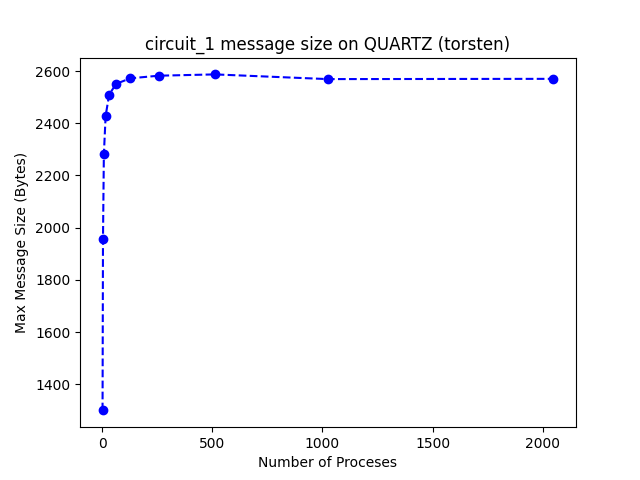 circuit_1 message size on QUARTZ (torsten)
2600
2400
2200
2000
1800
1600
1400
Max Message Size (Bytes)
0 500 1000 1500 2000
Number of Proceses